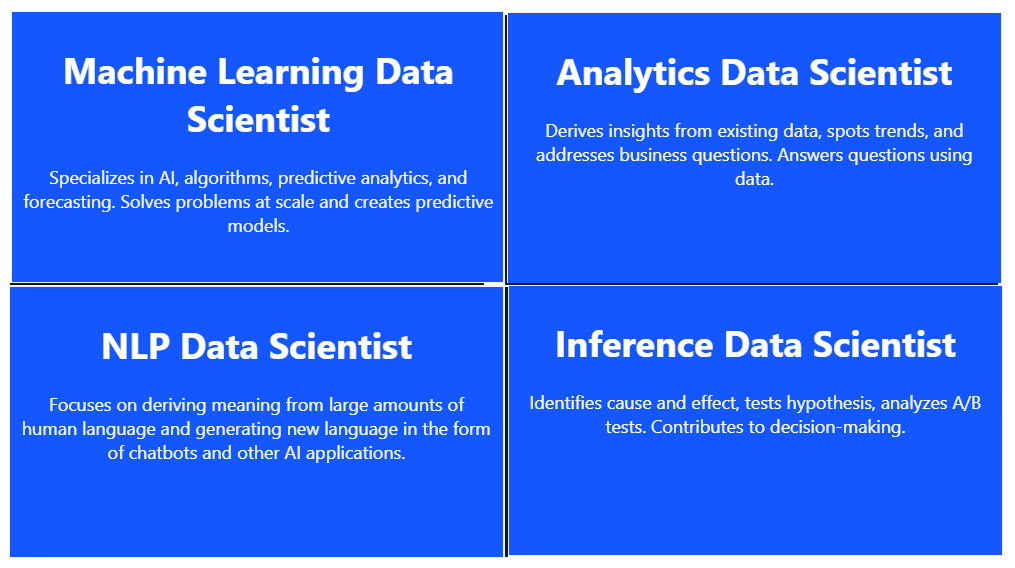 Machine Learning Data
Scientist
Specializes in AI, algorithms, predictive analytics, and
forecasting. Solves problems at scale and creates predictive
models.
Analytics Data Scientist
Derives insights from existing data, spots trends, and
addresses business questions. Answers questions using
data.
NLP Data Scientist
Focuses on deriving meaning from large amounts of
human language and generating new language in the form
of chatbots and other AI applications.
Inference Data Scientist
Identifies cause and effect, tests hypothesis, analyzes A/B
tests. Contributes to decision-making.